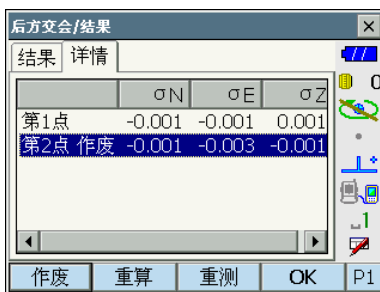 后方交会/结果
结果 详情
σN σE σZ
第1点 -0.001 -0.001 0.001
第2点 作废 -0.001 -0.003 -0.001
0
1
作废 重算 重测 OK P1